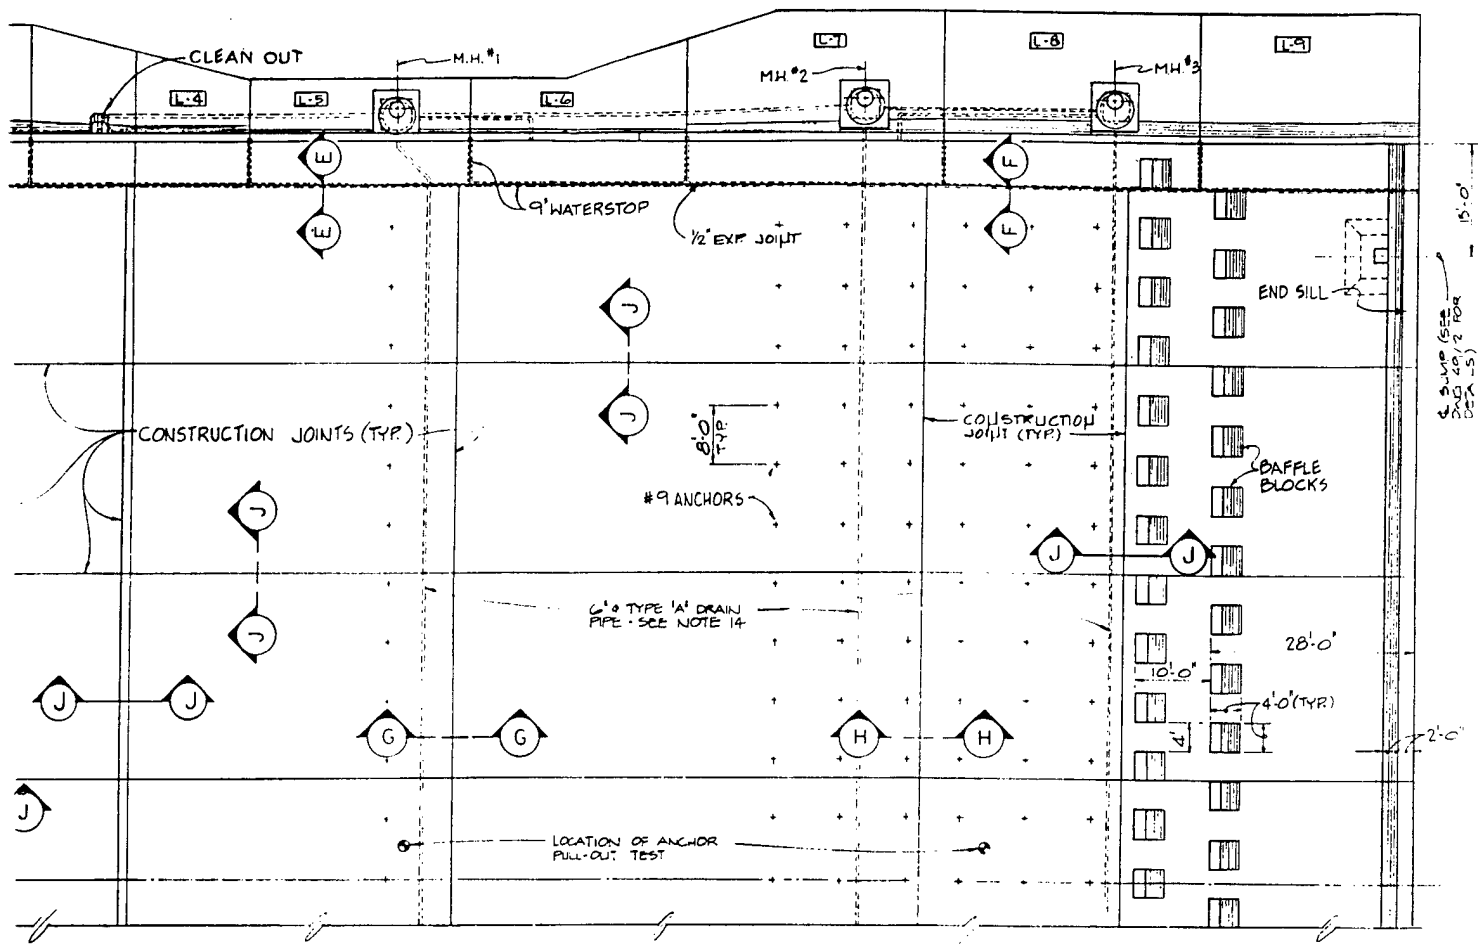 CLEAN OUT
M.H.#1
M.H.#2
M.H.#3
L-4
L-5
L-6
L-7
L-8
L-9
E
E
F
F
9" WATERSTOP
1/2" EXP. JOINT
15'-0"
END SILL
℄ SUMP (SEE
FOR
J
J
CONSTRUCTION JOINTS (TYP.)
8'-0"
TYP.
CONSTRUCTION
JOINT (TYP.)
#9 ANCHORS
BAFFLE
BLOCKS
J
J
J
J
6"ø TYPE 'A' DRAIN
PIPE - SEE NOTE 14
28'-0"
10'-0"
4'-0" (TYP.)
4'
2'-0"
J
J
G
G
H
H
J
LOCATION OF ANCHOR
PULL-OUT TEST